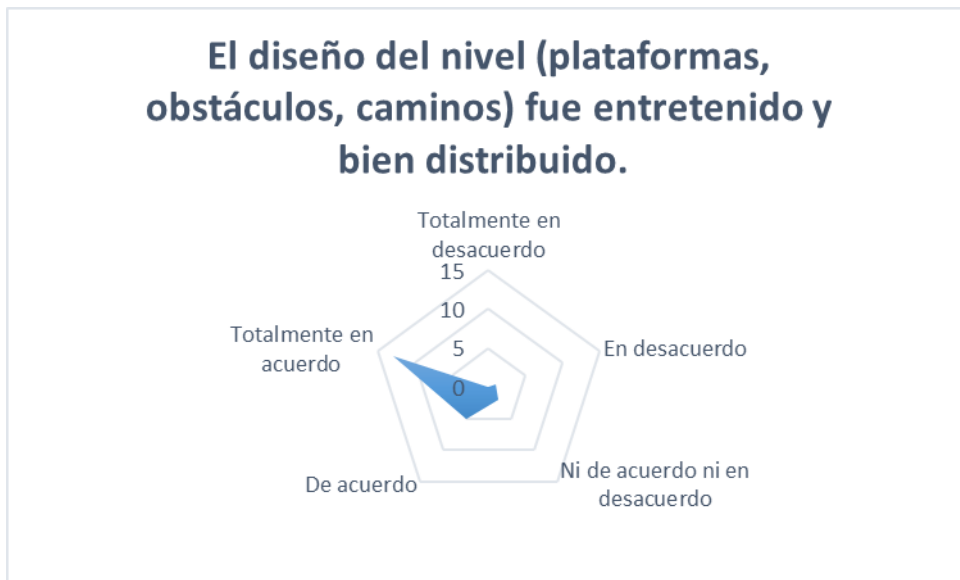 El diseño del nivel (plataformas,
obstáculos, caminos) fue entretenido y
bien distribuido.
Totalmente en
desacuerdo
15
10
5
0
En desacuerdo
Ni de acuerdo ni en
desacuerdo
De acuerdo
Totalmente en
acuerdo